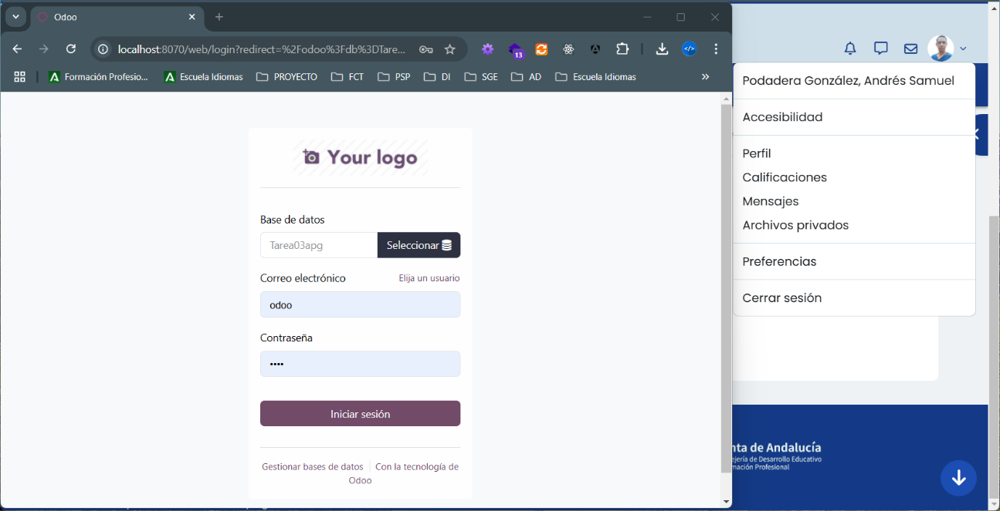 Odoo
localhost:8070/web/login?redirect=%2Fodoo%3Fdb%3DTare...
13
Formación Profesio...
Escuela Idiomas
PROYECTO
FCT
PSP
DI
SGE
AD
Escuela Idiomas
»
Your logo
Base de datos
Tarea03apg
Seleccionar
Correo electrónico
Elija un usuario
odoo
Contraseña
••••
Iniciar sesión
Gestionar bases de datos
Con la tecnología de
Odoo
Podadera González, Andrés Samuel
Accesibilidad
Perfil
Calificaciones
Mensajes
Archivos privados
Preferencias
Cerrar sesión
nta de Andalucía
ejería de Desarrollo Educativo
mación Profesional